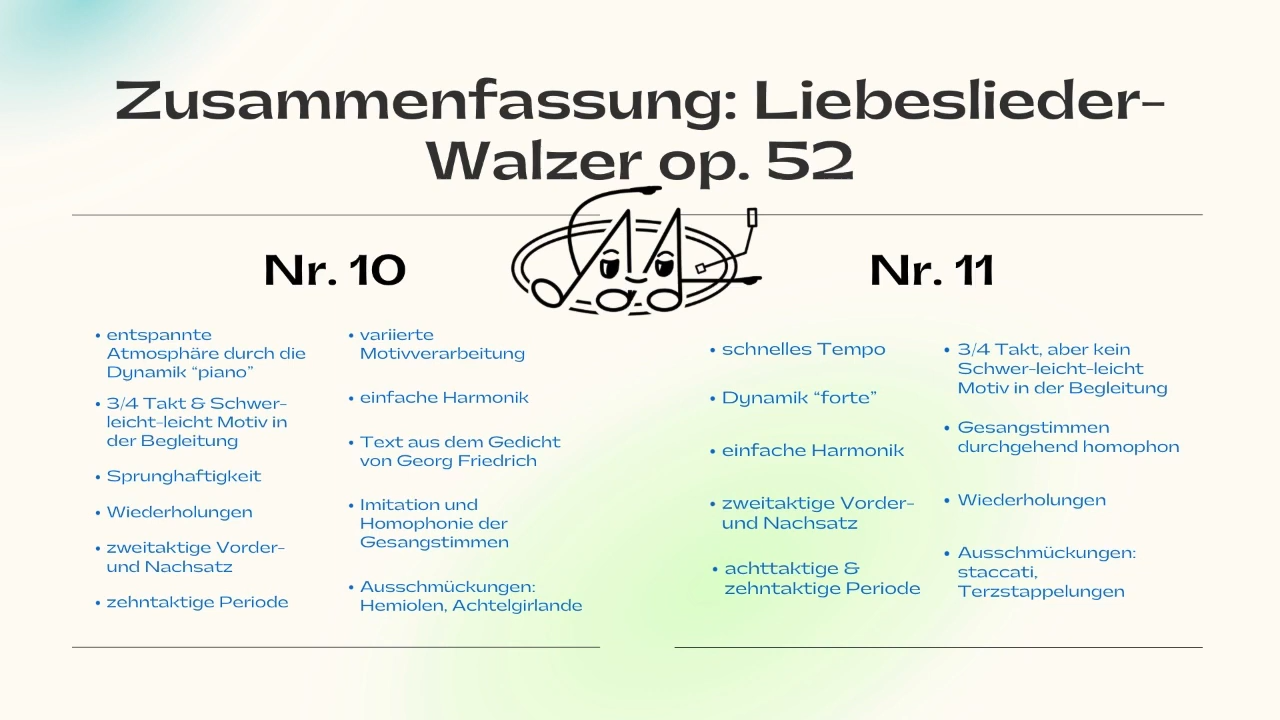 Zusammenfassung: Liebeslieder-
Walzer op. 52
Nr. 10
• entspannte
Atmosphäre durch die
Dynamik “piano”
• 3/4 Takt & Schwer-
leicht-leicht Motiv in
der Begleitung
• Sprunghaftigkeit
• Wiederholungen
• zweitaktige Vorder-
und Nachsatz
• zehntaktige Periode
• variierte
Motivverarbeitung
• einfache Harmonik
• Text aus dem Gedicht
von Georg Friedrich
• Imitation und
Homophonie der
Gesangstimmen
• Ausschmückungen:
Hemiolen, Achtelgirlande
Nr. 11
• schnelles Tempo
• Dynamik “forte”
• einfache Harmonik
• zweitaktige Vorder-
und Nachsatz
• achttaktige &
zehntaktige Periode
• 3/4 Takt, aber kein
Schwer-leicht-leicht
Motiv in der Begleitung
• Gesangstimmen
durchgehend homophon
• Wiederholungen
• Ausschmückungen:
staccati,
Terzstappelungen